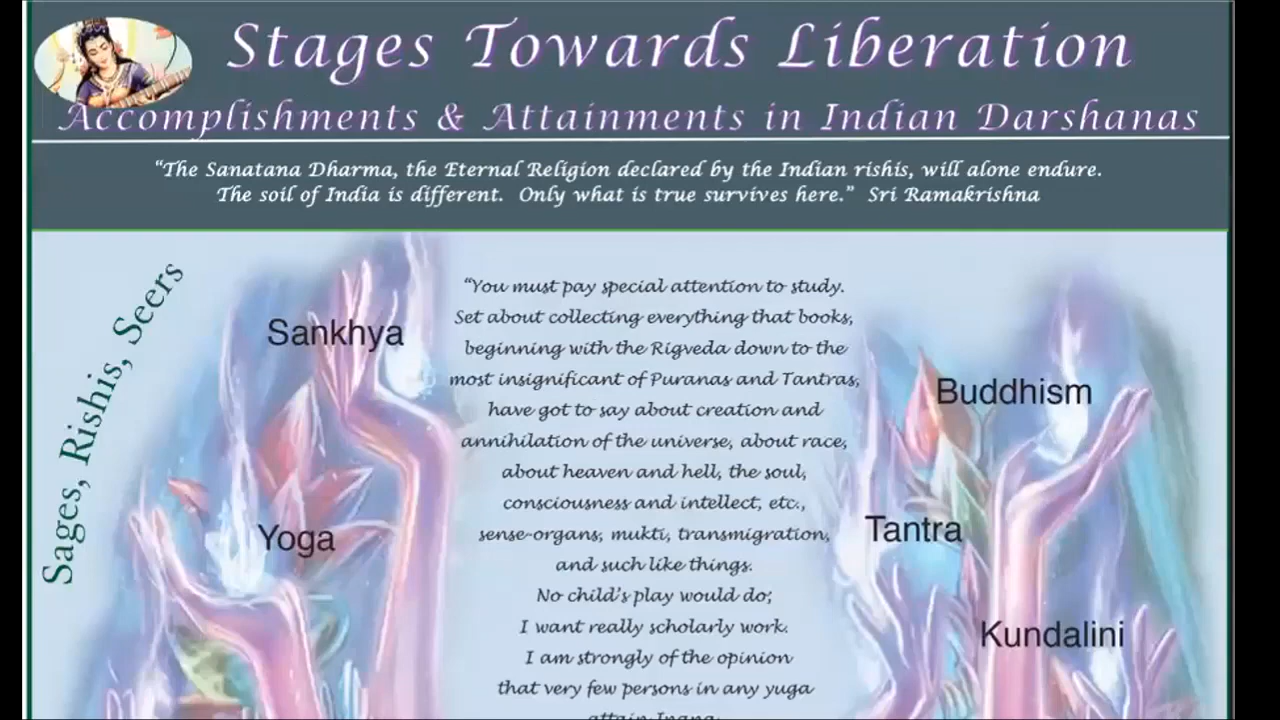 Stages Towards Liberation
Accomplishments & Attainments in Indian Darshanas
“The Sanatana Dharma, the Eternal Religion declared by the Indian rishis, will alone endure.
The soil of India is different. Only what is true survives here.” Sri Ramakrishna
Sages, Rishis, Seers
Sankhya
Yoga
“You must pay special attention to study.
Set about collecting everything that books,
beginning with the Rigveda down to the
most insignificant of Puranas and Tantras,
have got to say about creation and
annihilation of the universe, about race,
about heaven and hell, the soul,
consciousness and intellect, etc.,
sense-organs, mukti, transmigration,
and such like things.
No child's play would do;
I want really scholarly work.
I am strongly of the opinion
that very few persons in any yuga
attain Jnana,
Buddhism
Tantra
Kundalini